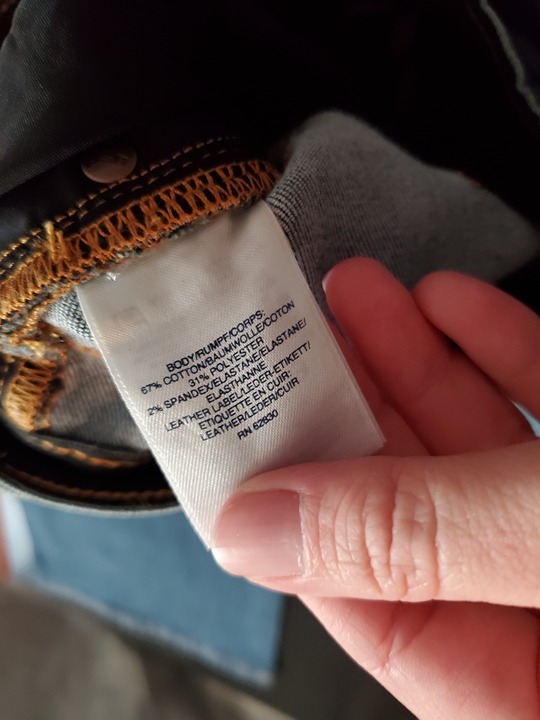 BODY/RUMPF/CORPS:
67% COTTON/BAUMWOLLE/COTON
31% POLYESTER
2% SPANDEX/ELASTANE/ELASTANE/
ELASTHANNE
LEATHER LABEL/LEDER-ETIKETT/
ETIQUETTE EN CUIR:
LEATHER/LEDER/CUIR
RN 62830